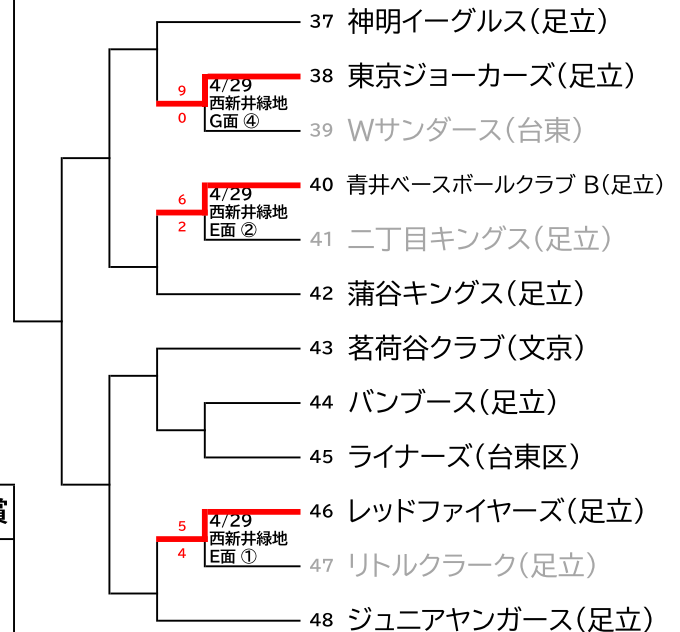 37 神明イーグルス(足立)
38 東京ジョーカーズ(足立)
9
0
4/29
西新井緑地
G面 ④
39 Wサンダース(台東)
40 青井ベースボールクラブ B(足立)
6
2
4/29
西新井緑地
E面 ②
41 二丁目キングス(足立)
42 蒲谷キングス(足立)
43 茗荷谷クラブ(文京)
44 バンブース(足立)
45 ライナーズ(台東区)
46 レッドファイヤーズ(足立)
5
4
4/29
西新井緑地
E面 ①
47 リトルクラーク(足立)
48 ジュニアヤンガース(足立)